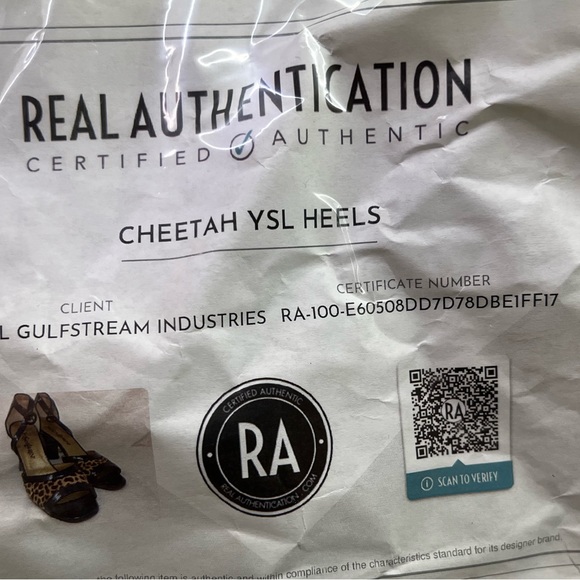 REAL AUTHENTICATION
CERTIFIED AUTHENTIC
CHEETAH YSL HEELS
CLIENT
L GULFSTREAM INDUSTRIES
CERTIFICATE NUMBER
RA-100-E60508DD7D78DBE1FF17
CERTIFIED AUTHENTIC
RA
REAL AUTHENTICATION.COM
RA
SCAN TO VERIFY
the following item is authentic and within compliance of the characteristics standard for its designer brand.